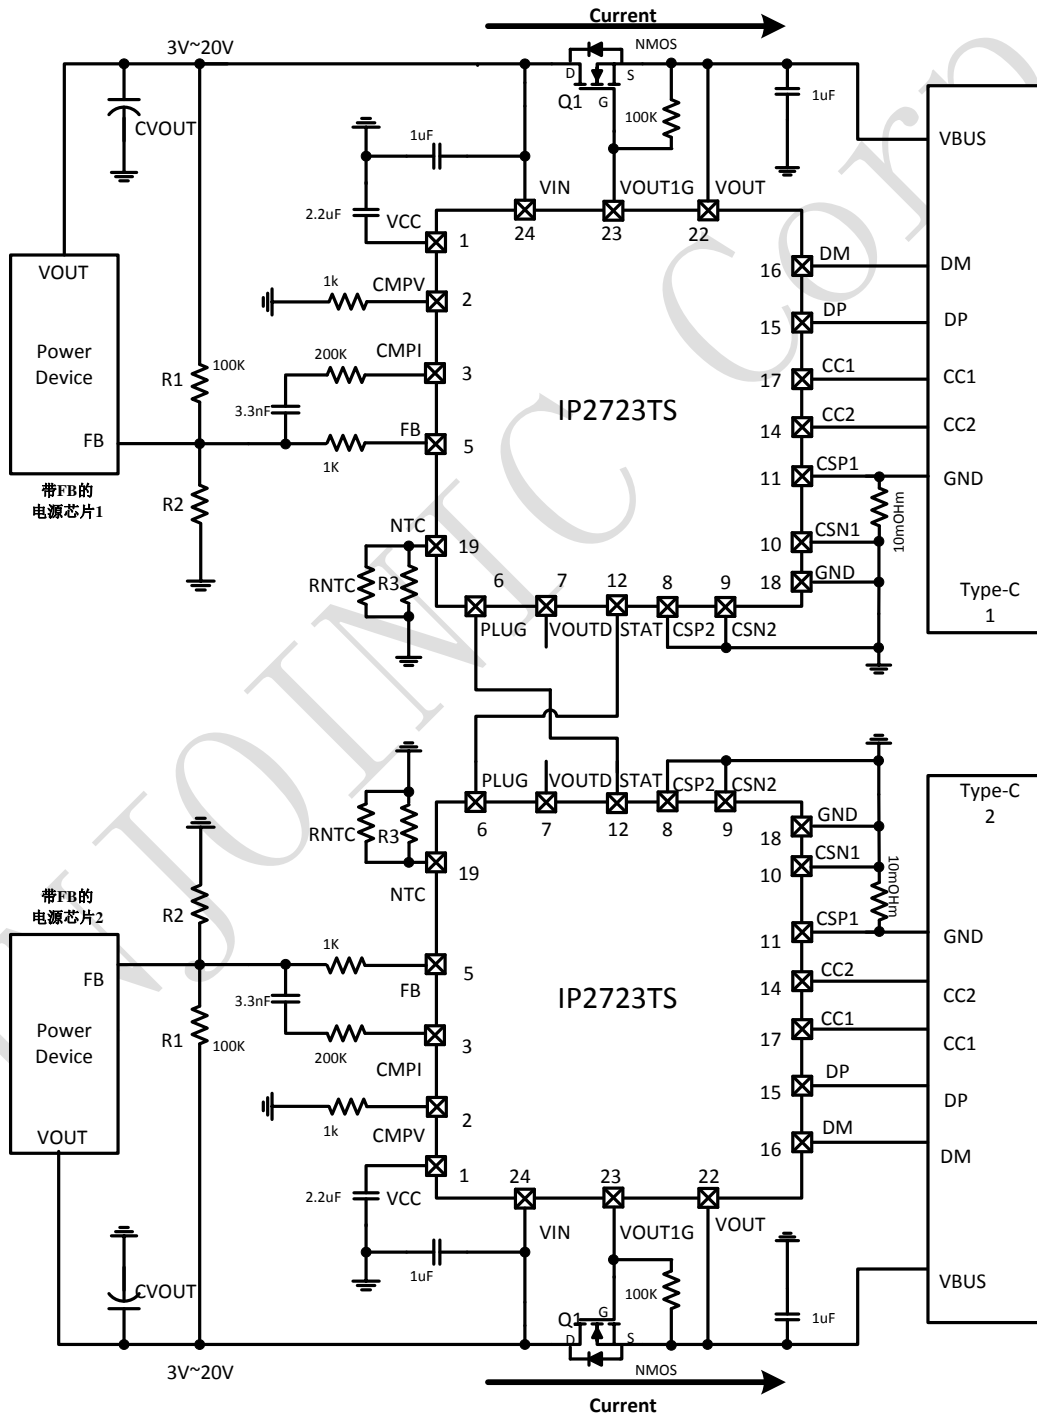 Current
3V~20V
NMOS
D
S
Q1
G
100K
1uF
CVOUT
1uF
VBUS
VIN
VOUT1G
VOUT
2.2uF
VCC
24
23
22
1
DM
DM
16
VOUT
1k
CMPV
2
DP
DP
15
Power
Device
R1
100K
200K
CMPI
3
CC1
CC1
17
3.3nF
IP2723TS
CC2
CC2
14
FB
FB
5
1K
CSP1
GND
11
带FB的
电源芯片1
R2
10mOHm
NTC
19
CSN1
10
RNTC
R3
6
7
12
8
9
GND
18
Type-C
1
PLUG
VOUTD
STAT
CSP2
CSN2
PLUG
VOUTD
STAT
CSP2
CSN2
Type-C
2
6
7
12
8
9
GND
18
RNTC
R3
19
NTC
CSN1
10
10mOHm
带FB的
电源芯片2
R2
CSP1
11
GND
FB
1K
5
FB
CC2
14
CC2
3.3nF
IP2723TS
Power
Device
R1
100K
200K
3
CMPI
CC1
17
CC1
DP
15
DP
2
1k
CMPV
VOUT
DM
16
DM
1
2.2uF
VCC
24
23
22
VIN
VOUT1G
VOUT
1uF
CVOUT
100K
VBUS
Q1
G
1uF
D
S
3V~20V
NMOS
Current
INJOINIC Corp